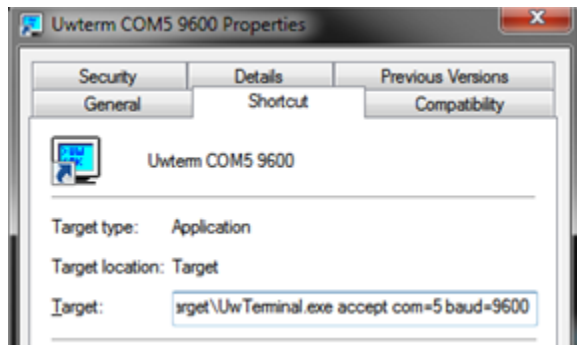 Uwterm COM5 9600 Properties
Security Details Previous Versions
General Shortcut Compatibility
Uwterm COM5 9600
Target type: Application
Target location: Target
Target: arget\UwTerminal.exe accept com=5 baud=9600